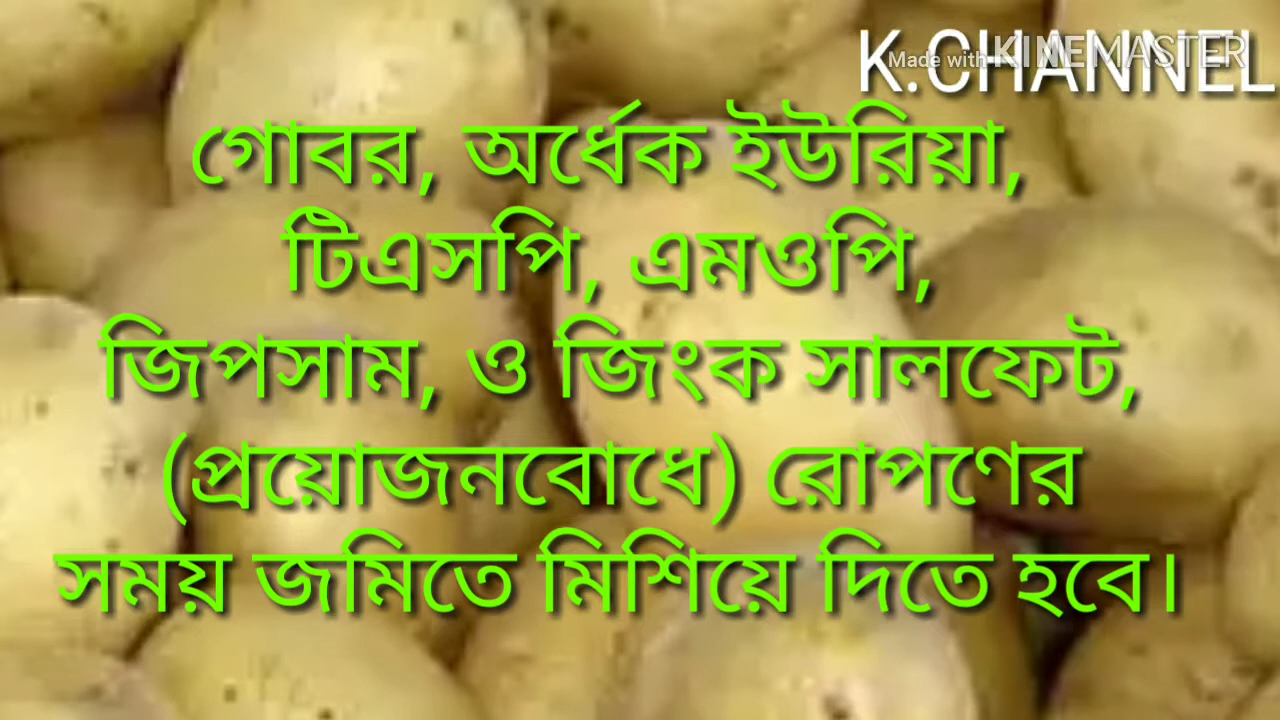 K.CHANNEL
Made with KINEMASTER
গোবর, অর্ধেক ইউরিয়া,
টিএসপি, এমওপি,
জিপসাম, ও জিংক সালফেট,
(প্রয়োজনবোধে) রোপণের
সময় জমিতে মিশিয়ে দিতে হবে।